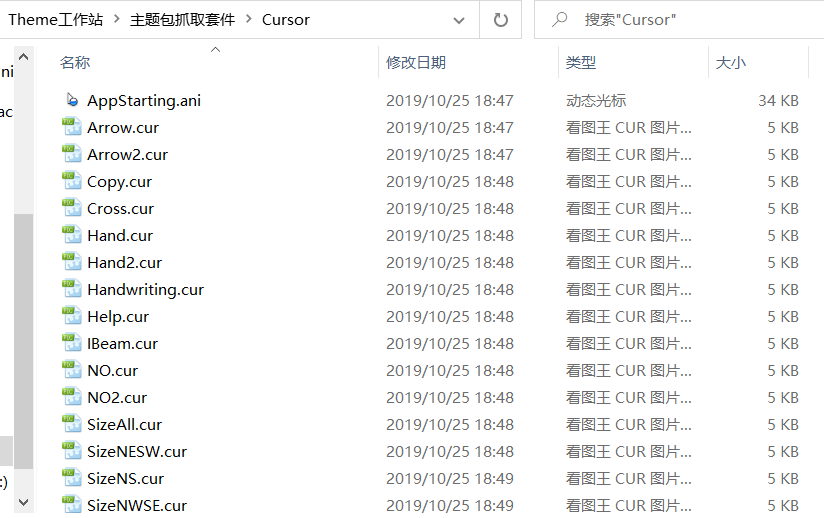 Theme工作站 > 主题包抓取套件 > Cursor
搜索"Cursor"
名称 修改日期 类型 大小
AppStarting.ani 2019/10/25 18:47 动态光标 34 KB
Arrow.cur 2019/10/25 18:47 看图王 CUR 图片... 5 KB
Arrow2.cur 2019/10/25 18:47 看图王 CUR 图片... 5 KB
Copy.cur 2019/10/25 18:48 看图王 CUR 图片... 5 KB
Cross.cur 2019/10/25 18:48 看图王 CUR 图片... 5 KB
Hand.cur 2019/10/25 18:48 看图王 CUR 图片... 5 KB
Hand2.cur 2019/10/25 18:48 看图王 CUR 图片... 5 KB
Handwriting.cur 2019/10/25 18:48 看图王 CUR 图片... 5 KB
Help.cur 2019/10/25 18:48 看图王 CUR 图片... 5 KB
IBeam.cur 2019/10/25 18:48 看图王 CUR 图片... 5 KB
NO.cur 2019/10/25 18:48 看图王 CUR 图片... 5 KB
NO2.cur 2019/10/25 18:48 看图王 CUR 图片... 5 KB
SizeAll.cur 2019/10/25 18:48 看图王 CUR 图片... 5 KB
SizeNESW.cur 2019/10/25 18:48 看图王 CUR 图片... 5 KB
SizeNS.cur 2019/10/25 18:49 看图王 CUR 图片... 5 KB
SizeNWSE.cur 2019/10/25 18:49 看图王 CUR 图片... 5 KB